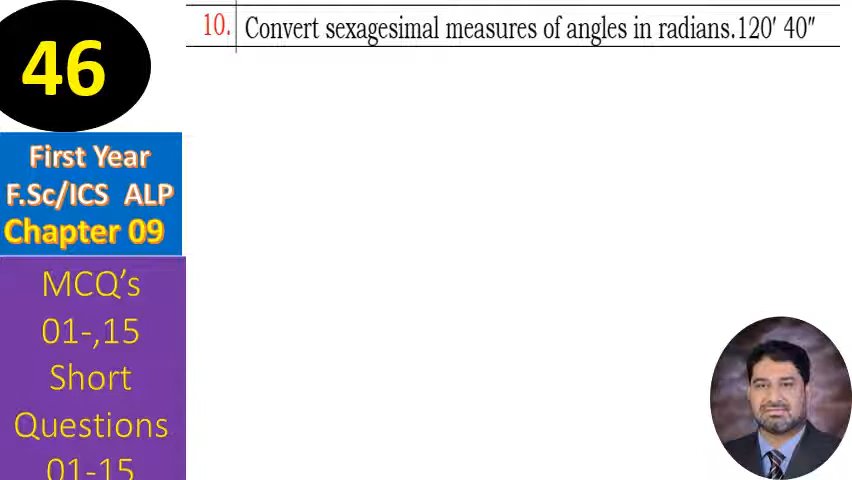 46
10. Convert sexagesimal measures of angles in radians.120′ 40″
First Year
F.Sc/ICS ALP
Chapter 09
MCQ’s
01-,15
Short
Questions
01-15